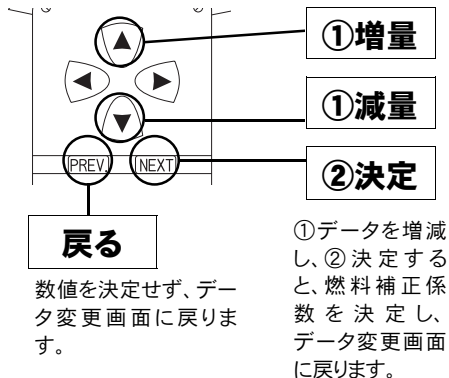 ①増量
①減量
PREV.
NEXT
②決定
戻る
数値を決定せず、デー
タ変更画面に戻りま
す。
①データを増減
し、②決定する
と、燃料補正係
数を決定し、
データ変更画面
に戻ります。